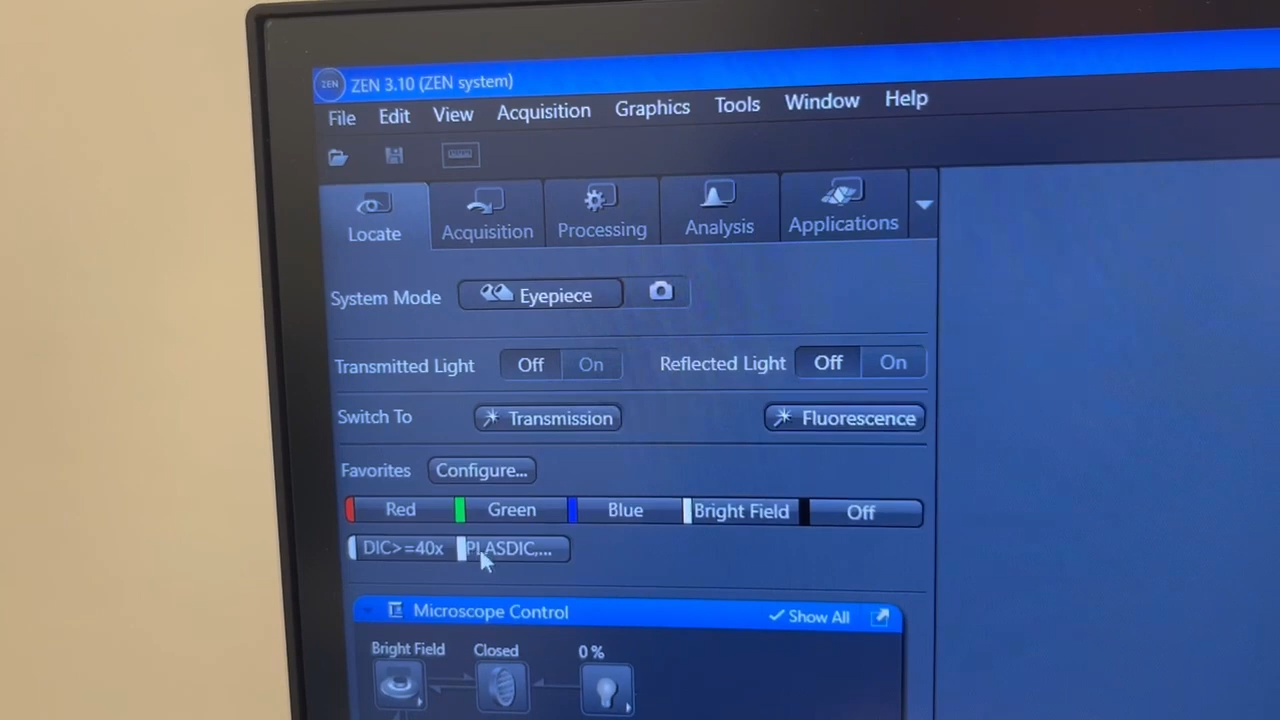 ZEN ZEN 3.10 (ZEN system)
File Edit View Acquisition Graphics Tools Window Help
Locate Acquisition Processing Analysis Applications
System Mode Eyepiece
Transmitted Light Off On Reflected Light Off On
Switch To Transmission Fluorescence
Favorites Configure...
Red Green Blue Bright Field Off
DIC>=40x PLASDIC,...
Microscope Control Show All
Bright Field Closed 0 %